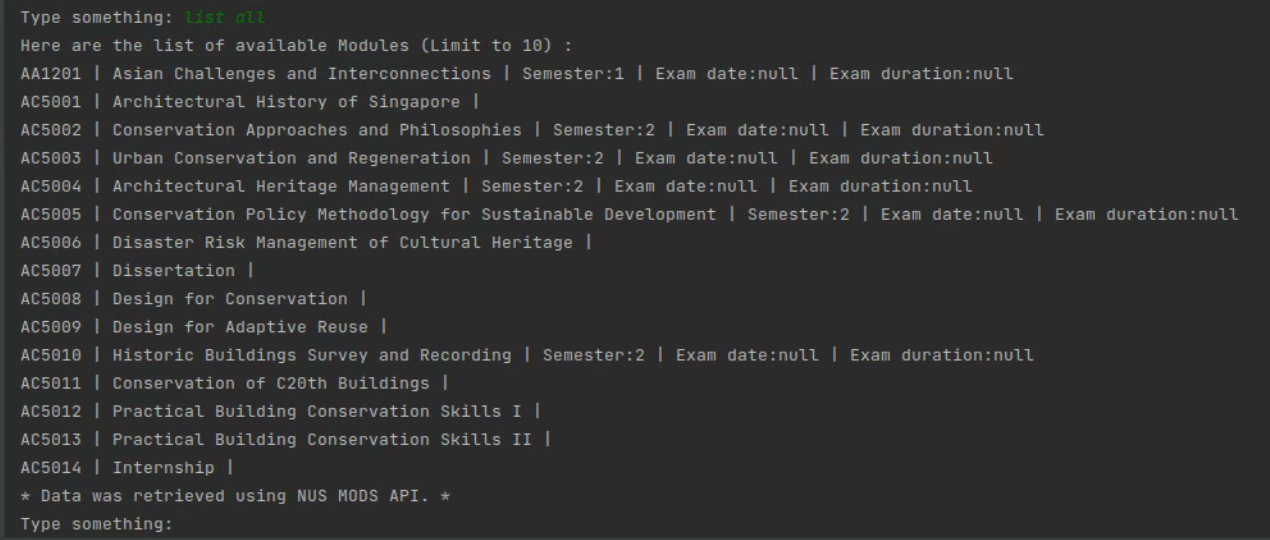 Type something: list all
Here are the list of available Modules (Limit to 10) :
AA1201 | Asian Challenges and Interconnections | Semester:1 | Exam date:null | Exam duration:null
AC5001 | Architectural History of Singapore |
AC5002 | Conservation Approaches and Philosophies | Semester:2 | Exam date:null | Exam duration:null
AC5003 | Urban Conservation and Regeneration | Semester:2 | Exam date:null | Exam duration:null
AC5004 | Architectural Heritage Management | Semester:2 | Exam date:null | Exam duration:null
AC5005 | Conservation Policy Methodology for Sustainable Development | Semester:2 | Exam date:null | Exam duration:null
AC5006 | Disaster Risk Management of Cultural Heritage |
AC5007 | Dissertation |
AC5008 | Design for Conservation |
AC5009 | Design for Adaptive Reuse |
AC5010 | Historic Buildings Survey and Recording | Semester:2 | Exam date:null | Exam duration:null
AC5011 | Conservation of C20th Buildings |
AC5012 | Practical Building Conservation Skills I |
AC5013 | Practical Building Conservation Skills II |
AC5014 | Internship |
* Data was retrieved using NUS MODS API. *
Type something: